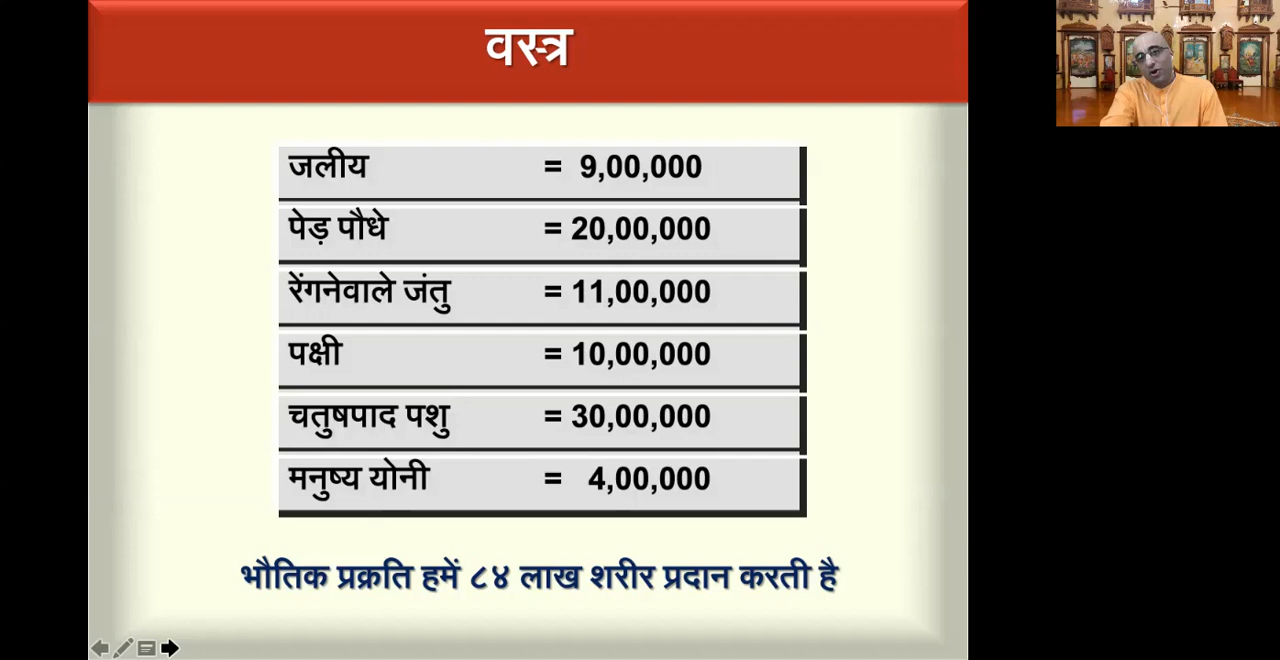 वस्त्र
जलीय = 9,00,000
पेड़ पौधे = 20,00,000
रेंगनेवाले जंतु = 11,00,000
पक्षी = 10,00,000
चतुषपाद पशु = 30,00,000
मनुष्य योनी = 4,00,000
भौतिक प्रक्रति हमें ८४ लाख शरीर प्रदान करती है